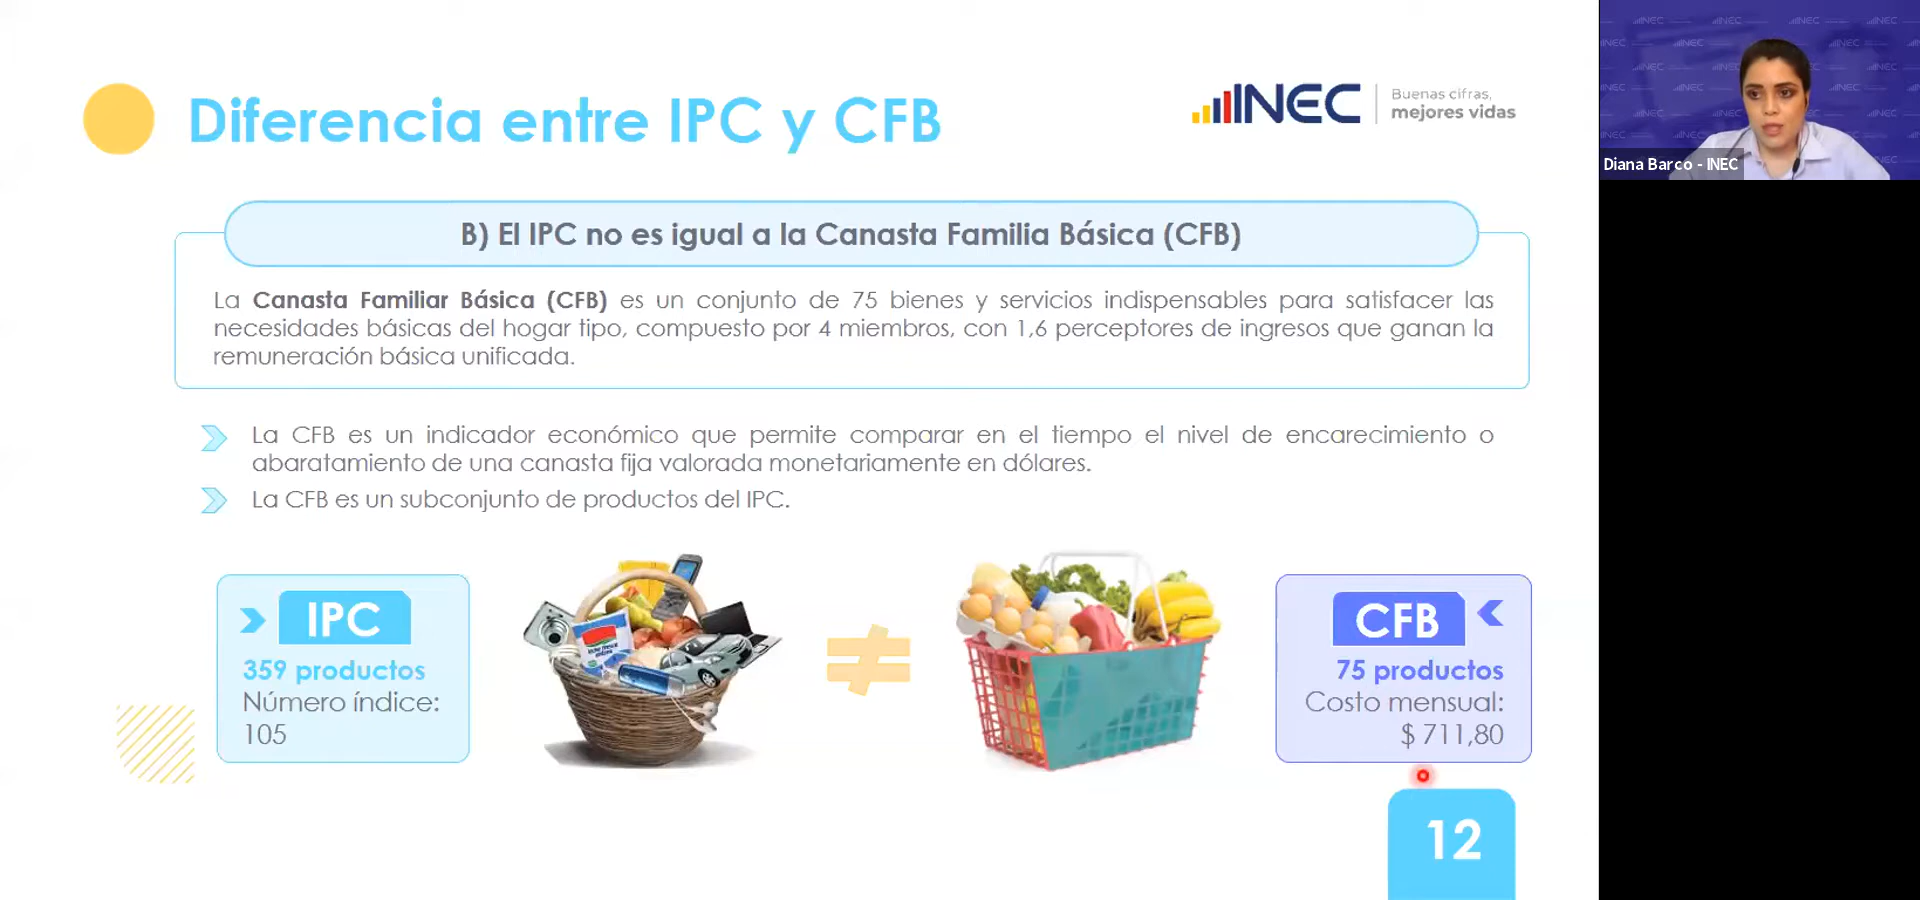 Diferencia entre IPC y CFB
INEC
Buenas cifras,
mejores vidas
B) El IPC no es igual a la Canasta Familia Básica (CFB)
La Canasta Familiar Básica (CFB) es un conjunto de 75 bienes y servicios indispensables para satisfacer las
necesidades básicas del hogar tipo, compuesto por 4 miembros, con 1,6 perceptores de ingresos que ganan la
remuneración básica unificada.
La CFB es un indicador económico que permite comparar en el tiempo el nivel de encarecimiento o
abaratamiento de una canasta fija valorada monetariamente en dólares.
La CFB es un subconjunto de productos del IPC.
IPC
359 productos
Número índice:
105
≠
CFB
75 productos
Costo mensual:
$ 711,80
12
Diana Barco - INEC